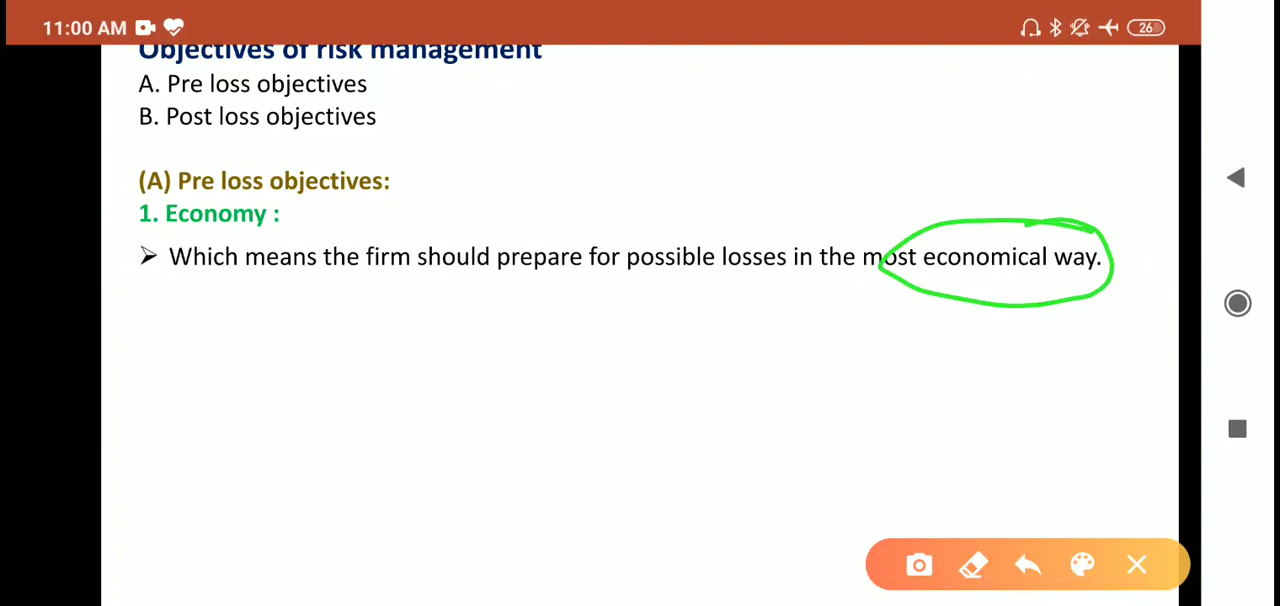 11:00 AM
26
Objectives of risk management
A. Pre loss objectives
B. Post loss objectives
(A) Pre loss objectives:
1. Economy :
➢ Which means the firm should prepare for possible losses in the most economical way.